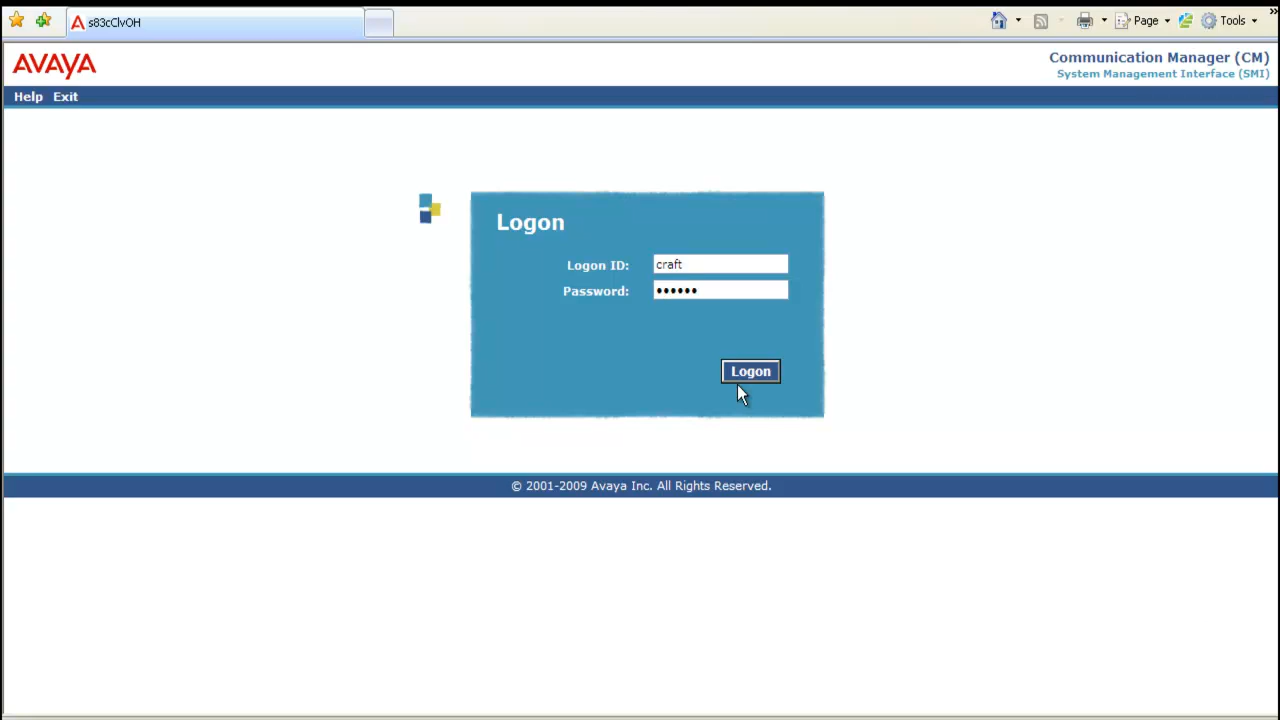 s83cClvOH
Page
Tools
AVAYA
Communication Manager (CM)
System Management Interface (SMI)
Help Exit
Logon
Logon ID: craft
Password: ••••••
Logon
© 2001-2009 Avaya Inc. All Rights Reserved.